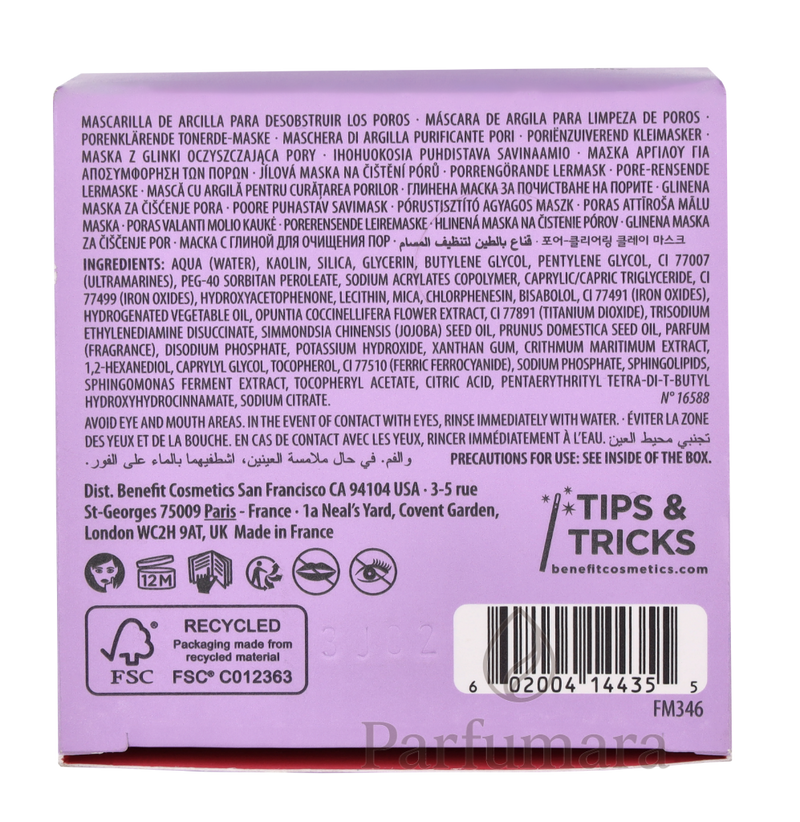 MASCARILLA DE ARCILLA PARA DESOBSTRUIR LOS POROS · MÁSCARA DE ARGILA PARA LIMPEZA DE POROS ·
PORENKLÄRENDE TONERDE-MASKE · MASCHERA DI ARGILLA PURIFICANTE PORI · PORIËNZUIVEREND KLEIMASKER ·
MASKA Z GLINKI OCZYSZCZAJĄCA PORY · IHOHUOKOSIA PUHDISTAVA SAVINAAMIO · ΜΑΣΚΑ ΑΡΓΙΛΟΥ ΓΙΑ
ΑΠΟΣΥΜΦΟΡΗΣΗ ΤΩΝ ΠΟΡΩΝ · JÍLOVÁ MASKA NA ČIŠTĚNÍ PÓRŮ · PORRENGÖRANDE LERMASK · PORE-RENSENDE
LERMASKE · MASCĂ CU ARGILĂ PENTRU CURĂȚAREA PORILOR · ГЛИНЕНА МАСКА ЗА ПОЧИСТВАНЕ НА ПОРИТЕ · GLINENA
MASKA ZA ČIŠĆENJE PORA · POORE PUHASTAV SAVIMASK · PÓRUSTISZTÍTÓ AGYAGOS MASZK · PORAS ATTĪROŠA MĀLU
MASKA · PORAS VALANTI MOLIO KAUKĖ · PORERENSENDE LEIREMASKE · HLINENÁ MASKA NA ČISTENIE PÓROV · GLINENA MASKA
ZA ČIŠČENJE POR · МАСКА С ГЛИНОЙ ДЛЯ ОЧИЩЕНИЯ ПОР · قناع بالطين لتنظيف المسام · 포어-클리어링 클레이 마스크
INGREDIENTS: AQUA (WATER), KAOLIN, SILICA, GLYCERIN, BUTYLENE GLYCOL, PENTYLENE GLYCOL, CI 77007
(ULTRAMARINES), PEG-40 SORBITAN PEROLEATE, SODIUM ACRYLATES COPOLYMER, CAPRYLIC/CAPRIC TRIGLYCERIDE, CI
77499 (IRON OXIDES), HYDROXYACETOPHENONE, LECITHIN, MICA, CHLORPHENESIN, BISABOLOL, CI 77491 (IRON OXIDES),
HYDROGENATED VEGETABLE OIL, OPUNTIA COCCINELLIFERA FLOWER EXTRACT, CI 77891 (TITANIUM DIOXIDE), TRISODIUM
ETHYLENEDIAMINE DISUCCINATE, SIMMONDSIA CHINENSIS (JOJOBA) SEED OIL, PRUNUS DOMESTICA SEED OIL, PARFUM
(FRAGRANCE), DISODIUM PHOSPHATE, POTASSIUM HYDROXIDE, XANTHAN GUM, CRITHMUM MARITIMUM EXTRACT,
1,2-HEXANEDIOL, CAPRYLYL GLYCOL, TOCOPHEROL, CI 77510 (FERRIC FERROCYANIDE), SODIUM PHOSPHATE, SPHINGOLIPIDS,
SPHINGOMONAS FERMENT EXTRACT, TOCOPHERYL ACETATE, CITRIC ACID, PENTAERYTHRITYL TETRA-DI-T-BUTYL
HYDROXYHYDROCINNAMATE, SODIUM CITRATE. N° 16588
AVOID EYE AND MOUTH AREAS. IN THE EVENT OF CONTACT WITH EYES, RINSE IMMEDIATELY WITH WATER. · ÉVITER LA ZONE
DES YEUX ET DE LA BOUCHE. EN CAS DE CONTACT AVEC LES YEUX, RINCER IMMÉDIATEMENT À L'EAU. تجنبي محيط العين
والفم. في حال ملامسة العينين، اشطفيهما بالماء على الفور. · PRECAUTIONS FOR USE: SEE INSIDE OF THE BOX.
Dist. Benefit Cosmetics San Francisco CA 94104 USA · 3-5 rue
St-Georges 75009 Paris - France · 1a Neal's Yard, Covent Garden,
London WC2H 9AT, UK Made in France
TIPS &
TRICKS
benefitcosmetics.com
12M
RECYCLED
Packaging made from
recycled material
FSC® C012363
FSC
3J02
6 02004 14435 5
FM346
Parfumara